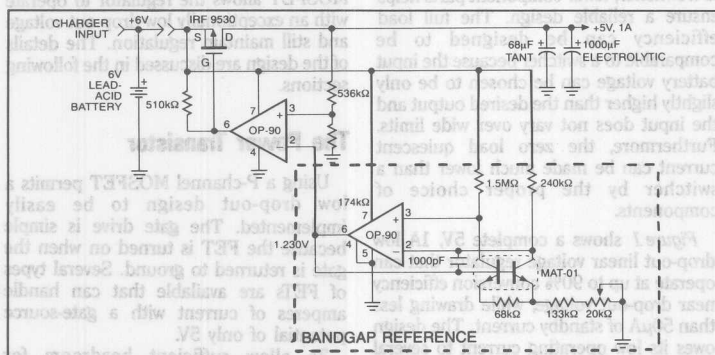 CHARGER INPUT
+6V
IRF 9530
S
D
G
+5V, 1A
68µF TANT
1000µF ELECTROLYTIC
6V LEAD-ACID BATTERY
510kΩ
536kΩ
7
3
6
OP-90
2
4
174kΩ
1.5MΩ
240kΩ
7
3
6
OP-90
2
4
5
1.230V
1000pF
MAT-01
68kΩ
133kΩ
20kΩ
BANDGAP REFERENCE